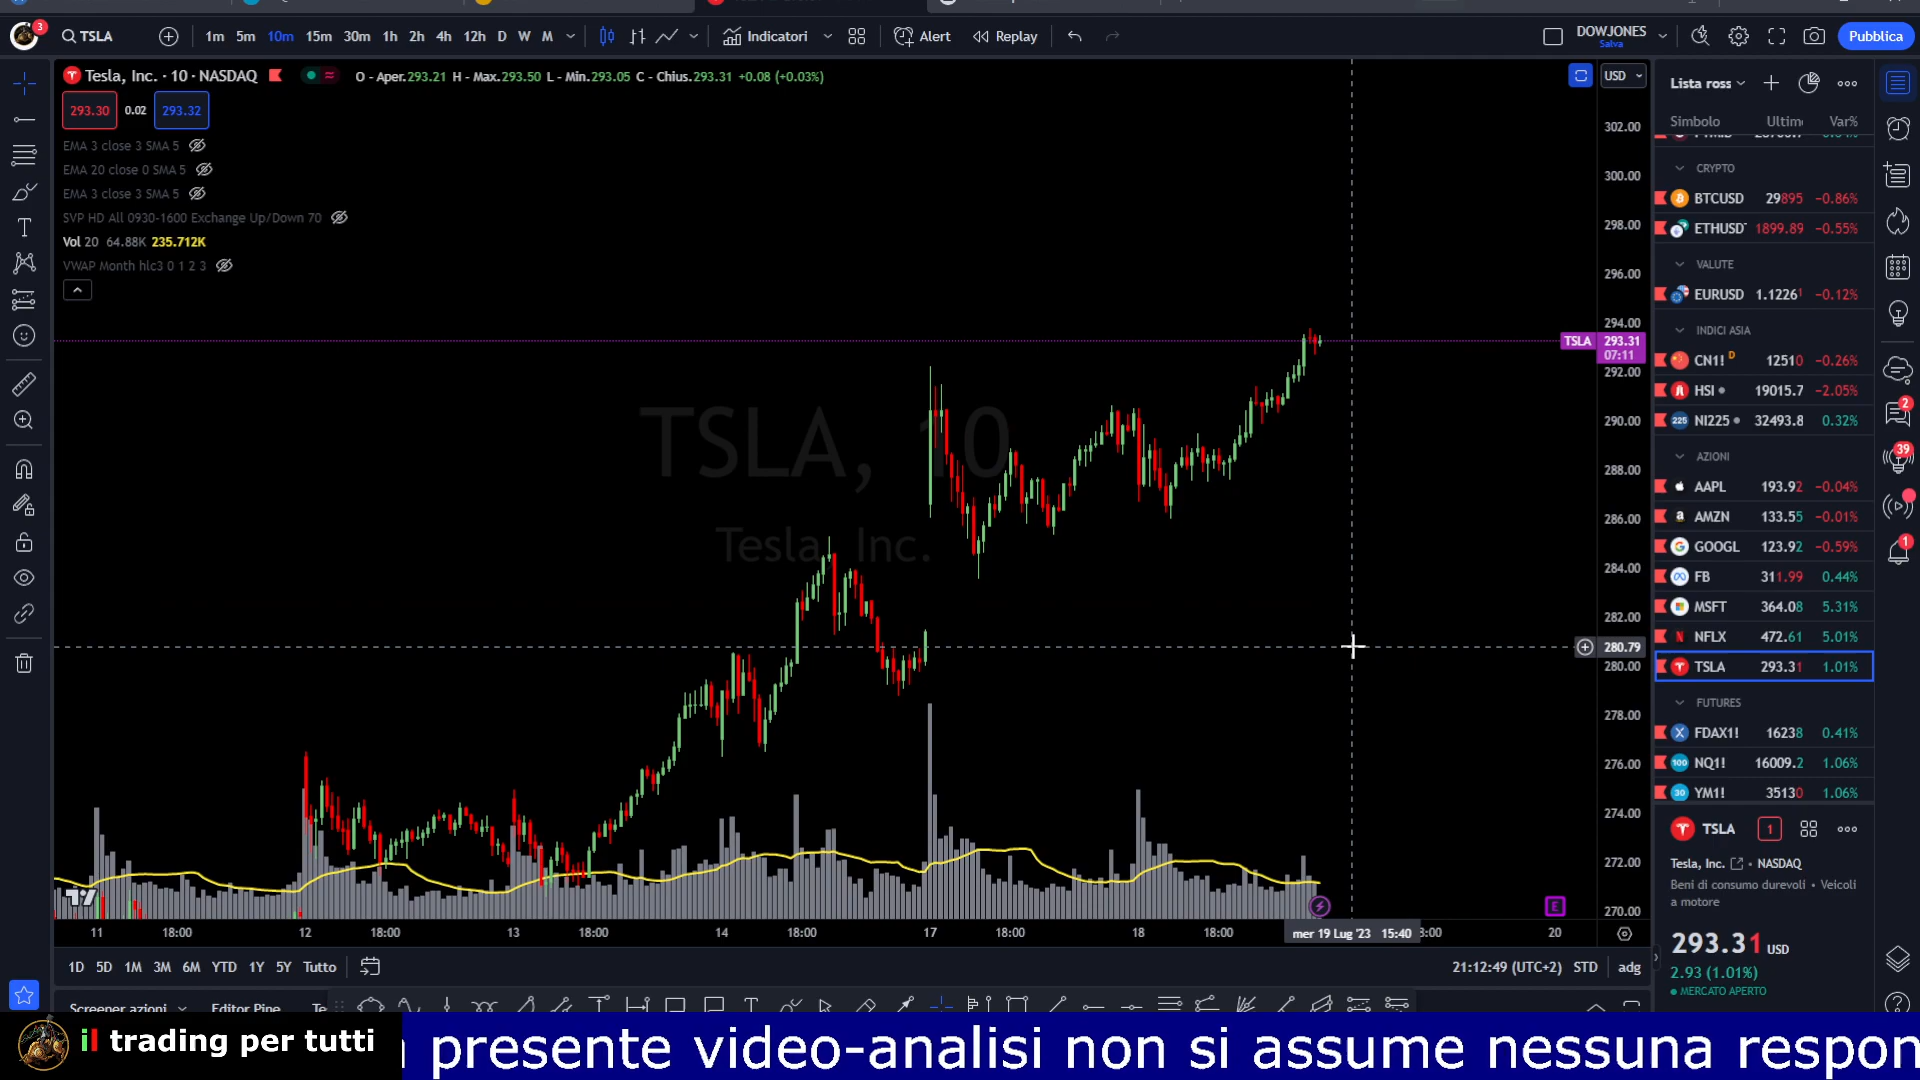 3
TSLA
1m 5m 10m 15m 30m 1h 2h 4h 12h D W M
Indicatori
Alert
Replay
DOWJONES
Salva
Pubblica
Tesla, Inc. · 10 · NASDAQ
O - Aper.293.21 H - Max.293.50 L - Min.293.05 C - Chius.293.31 +0.08 (+0.03%)
USD
293.30 0.02 293.32
EMA 3 close 3 SMA 5
EMA 20 close 0 SMA 5
EMA 3 close 3 SMA 5
SVP HD All 0930-1600 Exchange Up/Down 70
Vol 20 64.88K 235.712K
VWAP Month hlc3 0 1 2 3
TSLA, 10
Tesla, Inc.
302.00
300.00
298.00
296.00
294.00
TSLA 293.31
07:11
292.00
290.00
288.00
286.00
284.00
282.00
280.79
280.00
278.00
276.00
274.00
272.00
270.00
E
11 18:00 12 18:00 13 18:00 14 18:00 17 18:00 18 18:00 mer 19 Lug '23 15:40 20
1D 5D 1M 3M 6M YTD 1Y 5Y Tutto
21:12:49 (UTC+2) STD adg
Screener azioni Editor Pine
Lista ross
Simbolo Ultim Var%
CRYPTO
BTCUSD 29895 −0.86%
ETHUSD 1899.89 −0.55%
VALUTE
EURUSD 1.1226¹ −0.12%
INDICI ASIA
CN1! D 12510 −0.26%
HSI 19015.7 −2.05%
225 NI225 32493.8 0.32%
AZIONI
AAPL 193.92 −0.04%
AMZN 133.55 −0.01%
GOOGL 123.92 −0.59%
FB 311.99 0.44%
MSFT 364.08 5.31%
NFLX 472.61 5.01%
TSLA 293.31 1.01%
FUTURES
FDAX1! 16238 0.41%
100 NQ1! 16009.2 1.06%
30 YM1! 35130 1.06%
TSLA 1
Tesla, Inc. · NASDAQ
Beni di consumo durevoli • Veicoli
a motore
293.31 USD
2.93 (1.01%)
MERCATO APERTO
2
39
1
il trading per tutti
presente video-analisi non si assume nessuna respon